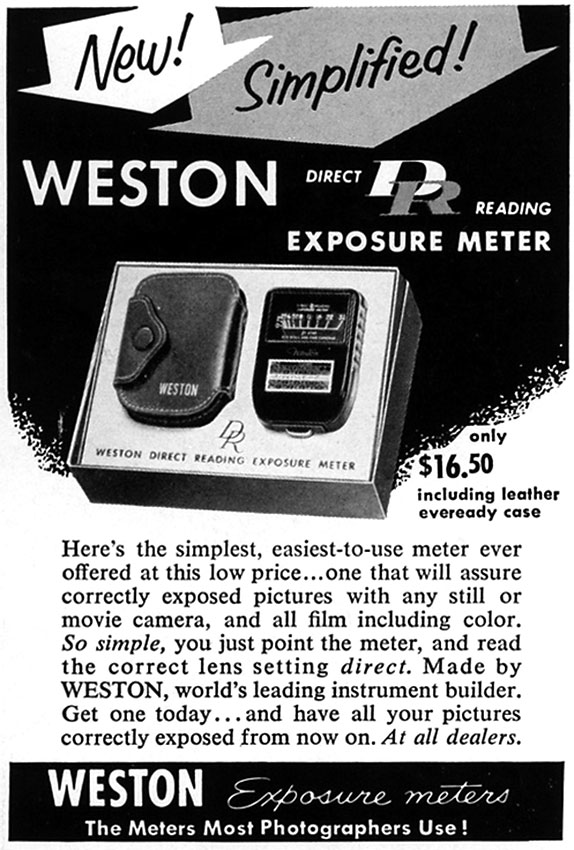 New!
Simplified!
WESTON DIRECT DR READING
EXPOSURE METER
WESTON
DR
WESTON DIRECT READING EXPOSURE METER
only
$16.50
including leather
eveready case
Here's the simplest, easiest-to-use meter ever
offered at this low price...one that will assure
correctly exposed pictures with any still or
movie camera, and all film including color.
So simple, you just point the meter, and read
the correct lens setting direct. Made by
WESTON, world's leading instrument builder.
Get one today...and have all your pictures
correctly exposed from now on. At all dealers.
WESTON Exposure meters
The Meters Most Photographers Use!